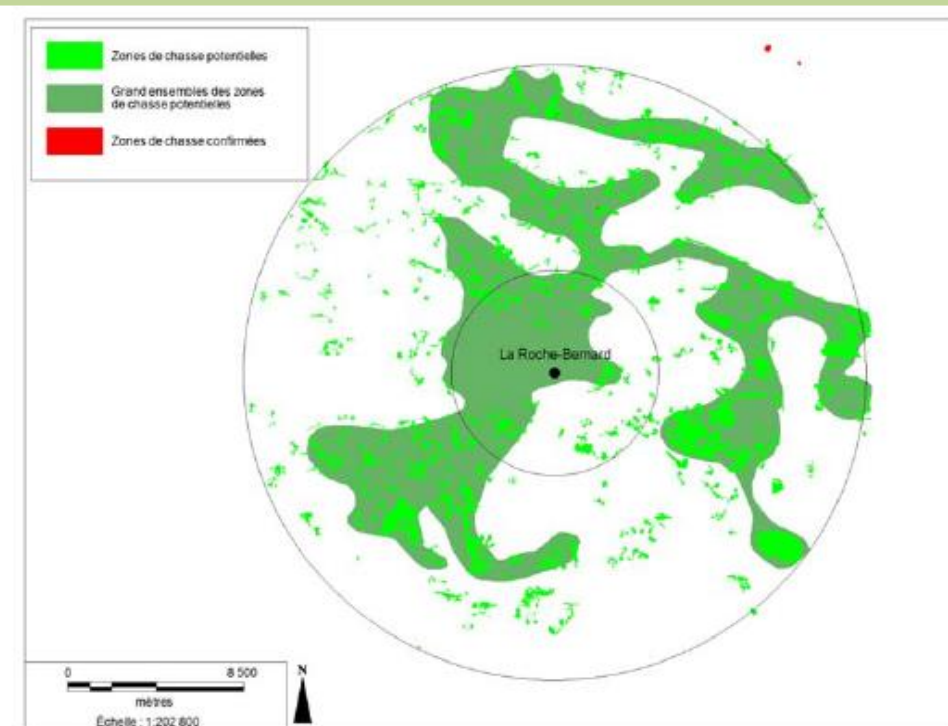 Zones de chasse potentielles
Grand ensembles des zones
de chasse potentielles
Zones de chasse confirmées
La Roche-Bernard
0 8 500
mètres
Échelle : 1:202 800
N